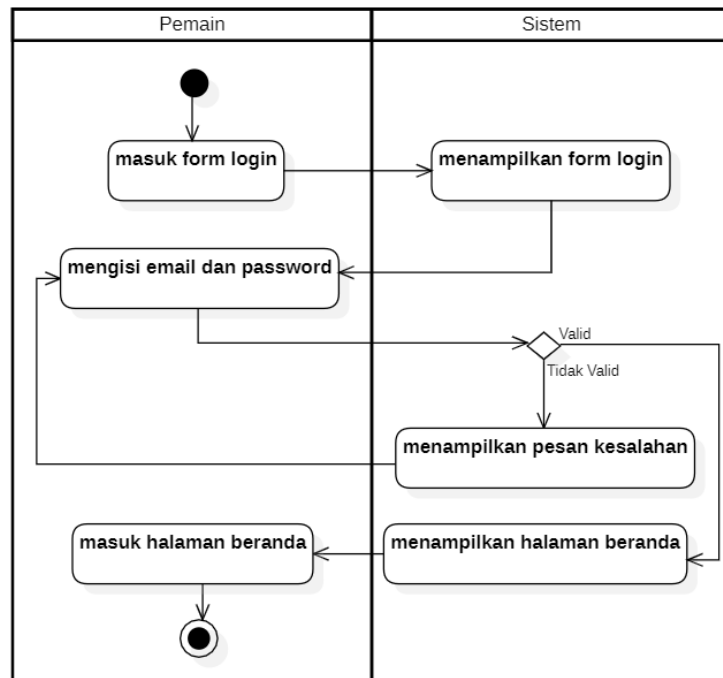 Pemain
Sistem
masuk form login
menampilkan form login
mengisi email dan password
Valid
Tidak Valid
menampilkan pesan kesalahan
masuk halaman beranda
menampilkan halaman beranda